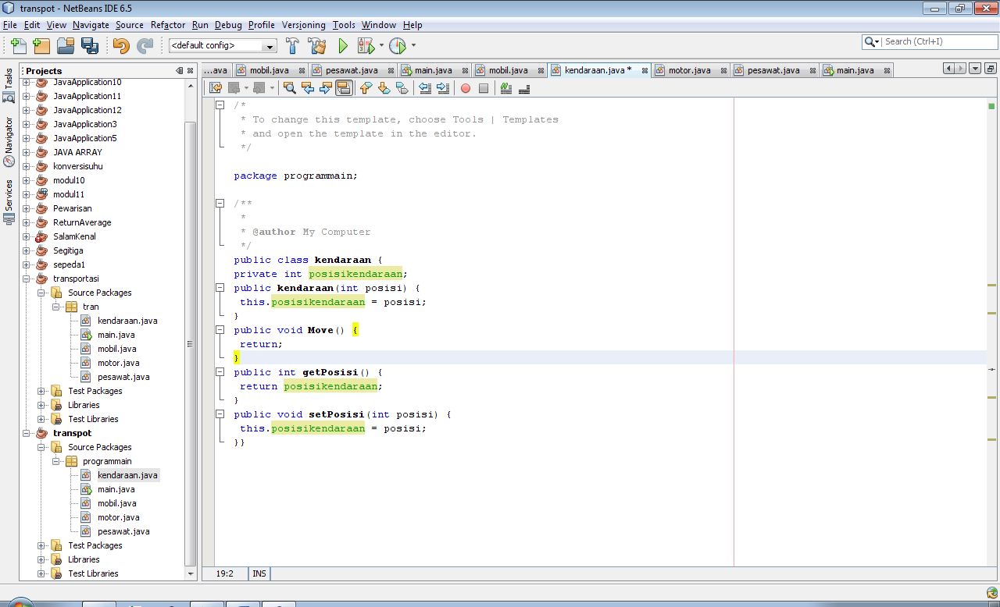 transpot - NetBeans IDE 6.5
File Edit View Navigate Source Refactor Run Debug Profile Versioning Tools Window Help
<default config>
Search (Ctrl+I)
Tasks
Navigator
Services
Projects
JavaApplication10
JavaApplication11
JavaApplication12
JavaApplication3
JavaApplication5
JAVA ARRAY
konversisuhu
modul10
modul11
Pewarisan
ReturnAverage
SalamKenal
Segitiga
sepeda1
transportasi
Source Packages
tran
kendaraan.java
main.java
mobil.java
motor.java
pesawat.java
Test Packages
Libraries
Test Libraries
transpot
Source Packages
programmain
kendaraan.java
main.java
mobil.java
motor.java
pesawat.java
Test Packages
Libraries
Test Libraries
...ava mobil.java pesawat.java main.java mobil.java kendaraan.java * motor.java pesawat.java main.java
/*
 * To change this template, choose Tools | Templates
 * and open the template in the editor.
 */
package programmain;
/**
 *
 * @author My Computer
 */
public class kendaraan {
private int posisikendaraan;
public kendaraan(int posisi) {
 this.posisikendaraan = posisi;
}
public void Move() {
 return;
}
public int getPosisi() {
 return posisikendaraan;
}
public void setPosisi(int posisi) {
 this.posisikendaraan = posisi;
}}
19:2 INS